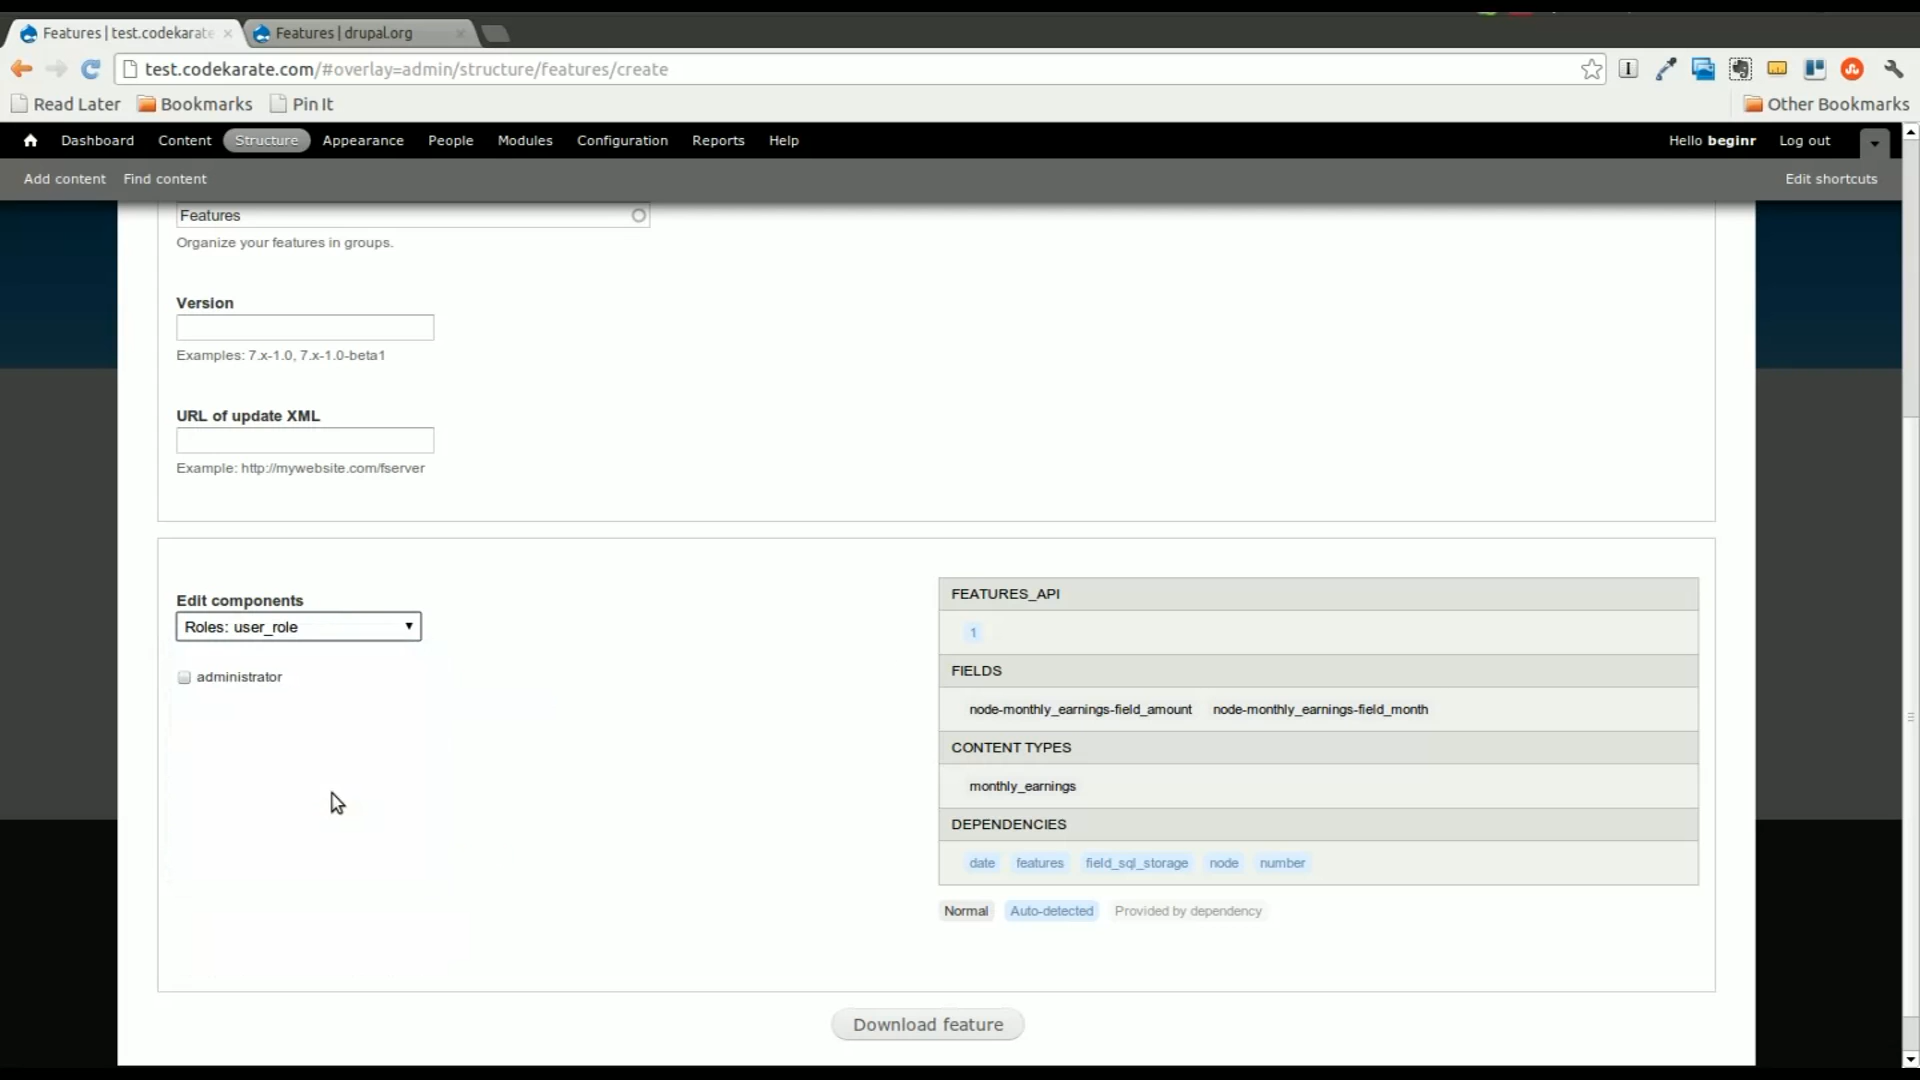 Features | test.codekarate
Features | drupal.org
test.codekarate.com/#overlay=admin/structure/features/create
Read Later Bookmarks Pin It Other Bookmarks
Dashboard Content Structure Appearance People Modules Configuration Reports Help Hello beginr Log out
Add content Find content Edit shortcuts
Features
Organize your features in groups.
Version
Examples: 7.x-1.0, 7.x-1.0-beta1
URL of update XML
Example: http://mywebsite.com/fserver
Edit components
Roles: user_role
administrator
FEATURES_API
1
FIELDS
node-monthly_earnings-field_amount node-monthly_earnings-field_month
CONTENT TYPES
monthly_earnings
DEPENDENCIES
date features field_sql_storage node number
Normal Auto-detected Provided by dependency
Download feature